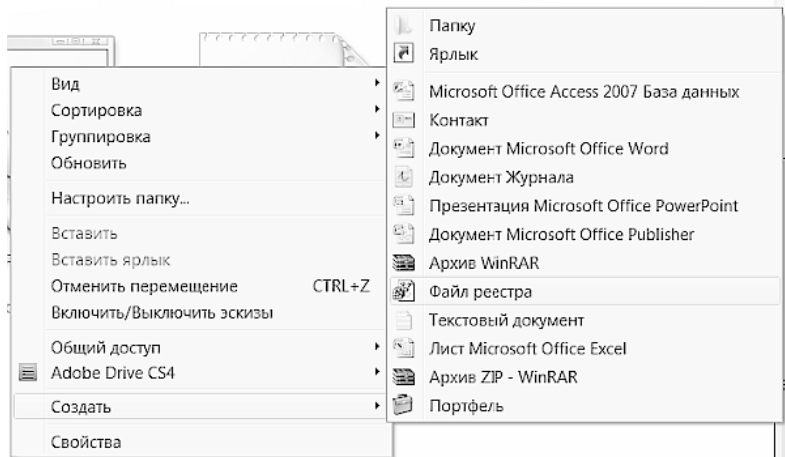 Вид
Сортировка
Группировка
Обновить
Настроить папку...
Вставить
Вставить ярлык
Отменить перемещение CTRL+Z
Включить/Выключить эскизы
Общий доступ
Adobe Drive CS4
Создать
Свойства
Папку
Ярлык
Microsoft Office Access 2007 База данных
Контакт
Документ Microsoft Office Word
Документ Журнала
Презентация Microsoft Office PowerPoint
Документ Microsoft Office Publisher
Архив WinRAR
Файл реестра
Текстовый документ
Лист Microsoft Office Excel
Архив ZIP - WinRAR
Портфель